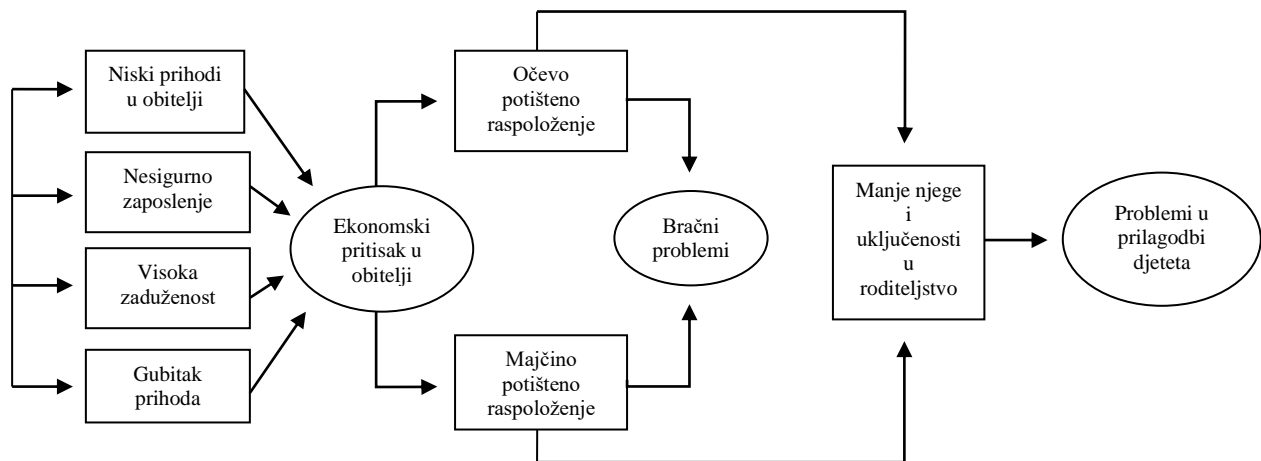 Niski prihodi
u obitelji
Nesigurno
zaposlenje
Visoka
zaduženost
Gubitak
prihoda
Ekonomski
pritisak u
obitelji
Očevo
potišteno
raspoloženje
Majčino
potišteno
raspoloženje
Bračni
problemi
Manje njege
i
uključenosti
u
roditeljstvo
Problemi u
prilagodbi
djeteta